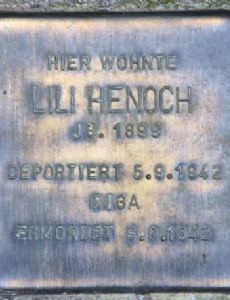 HIER WOHNTE
LILI HENOCH
JG. 1899
DEPORTIERT 5.9.1942
RIGA
ERMORDET 8.9.1942